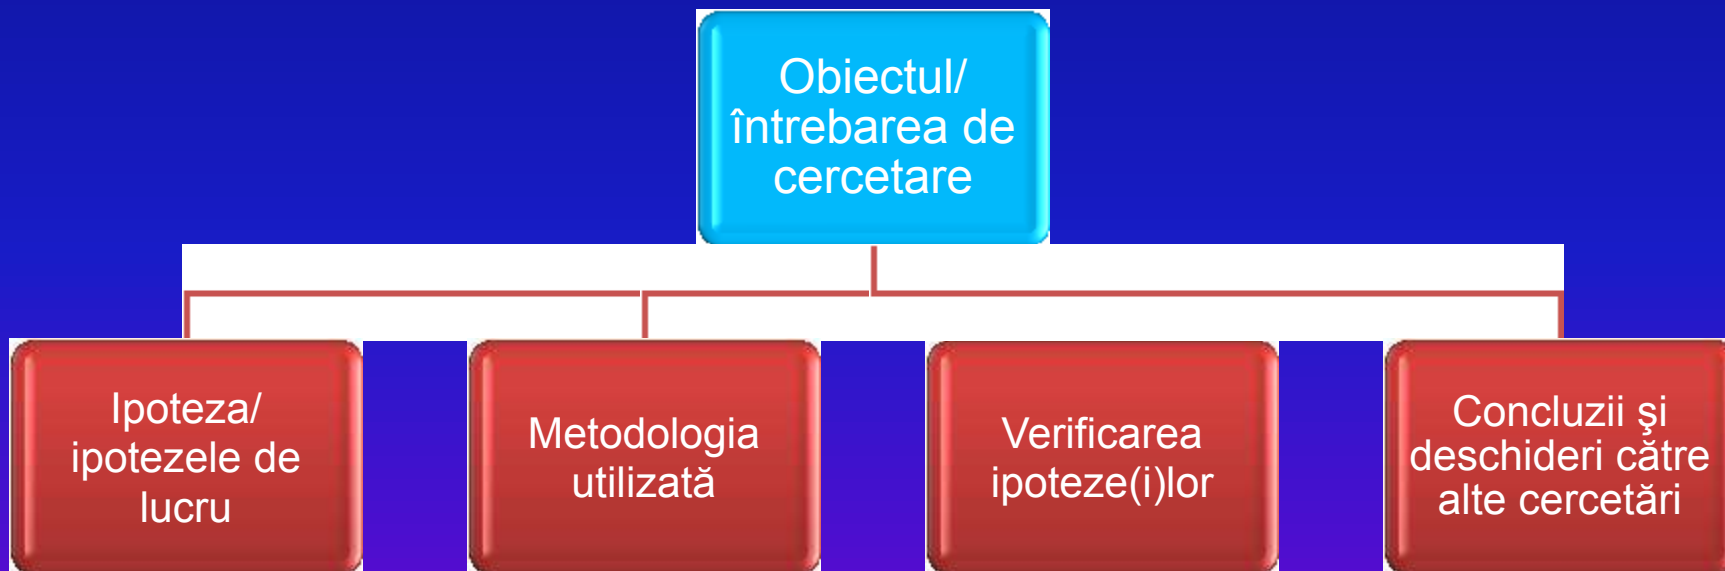 Obiectul/
întrebarea de
cercetare
Ipoteza/
ipotezele de
lucru
Metodologia
utilizată
Verificarea
ipoteze(i)lor
Concluzii şi
deschideri către
alte cercetări